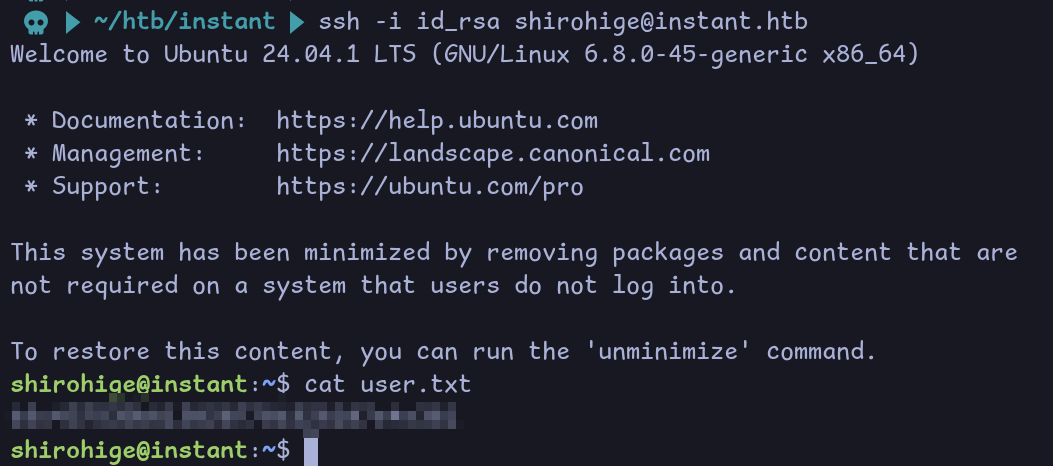 ~/htb/instant ssh -i id_rsa shirohige@instant.htb
Welcome to Ubuntu 24.04.1 LTS (GNU/Linux 6.8.0-45-generic x86_64)
* Documentation: https://help.ubuntu.com
* Management: https://landscape.canonical.com
* Support: https://ubuntu.com/pro
This system has been minimized by removing packages and content that are
not required on a system that users do not log into.
To restore this content, you can run the 'unminimize' command.
shirohige@instant:~$ cat user.txt
shirohige@instant:~$